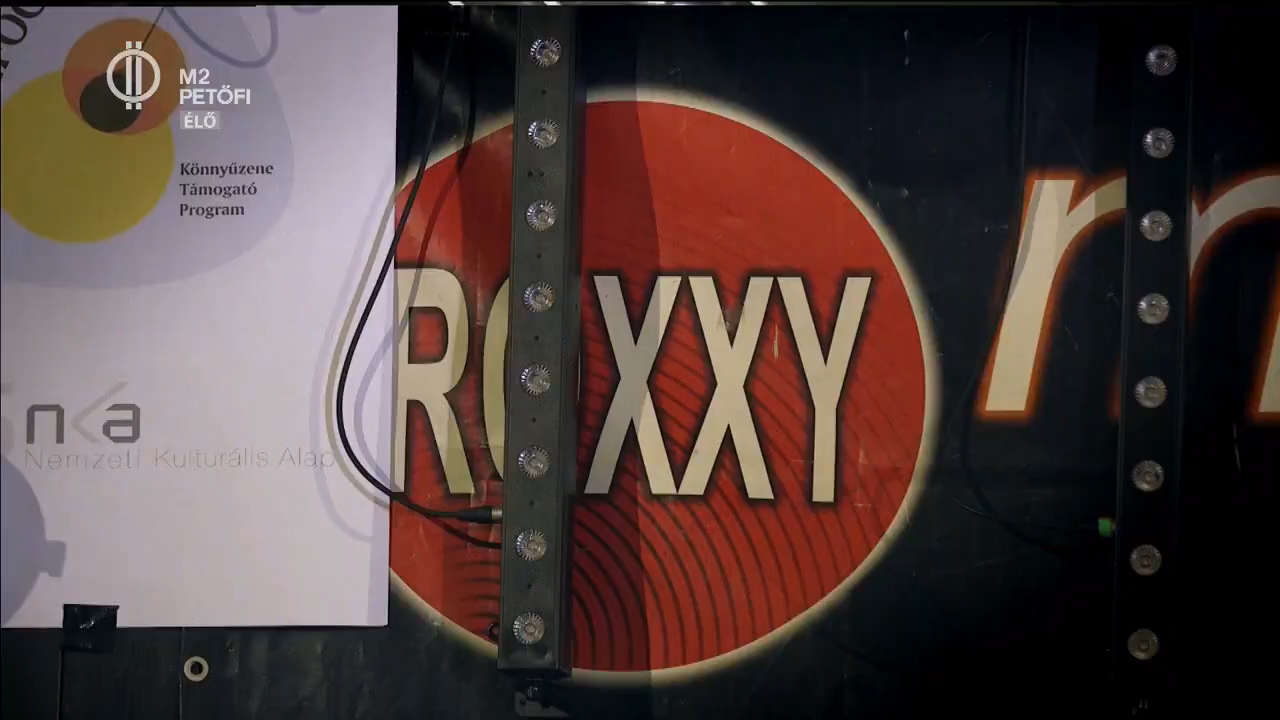 M2
PETŐFI
ÉLŐ
Könnyűzene
Támogató
Program
nka
Nemzeti Kulturális Alap
ROXXY
m